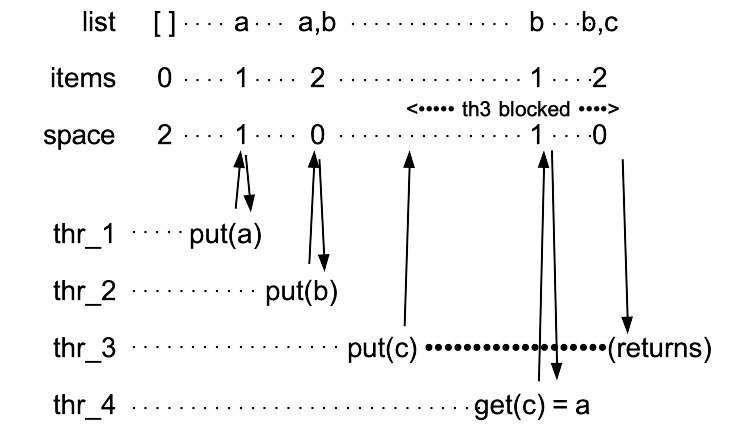 list [ ] ···· a ···· a,b ················ b ···· b,c
items 0 ···· 1 ···· 2 ················ 1 ···· 2
<····· th3 blocked ····>
space 2 ···· 1 ···· 0 ················ 1 ···· 0
thr_1 ····· put(a)
thr_2 ··········· put(b)
thr_3 ·················· put(c) ················· (returns)
thr_4 ····························· get(c) = a